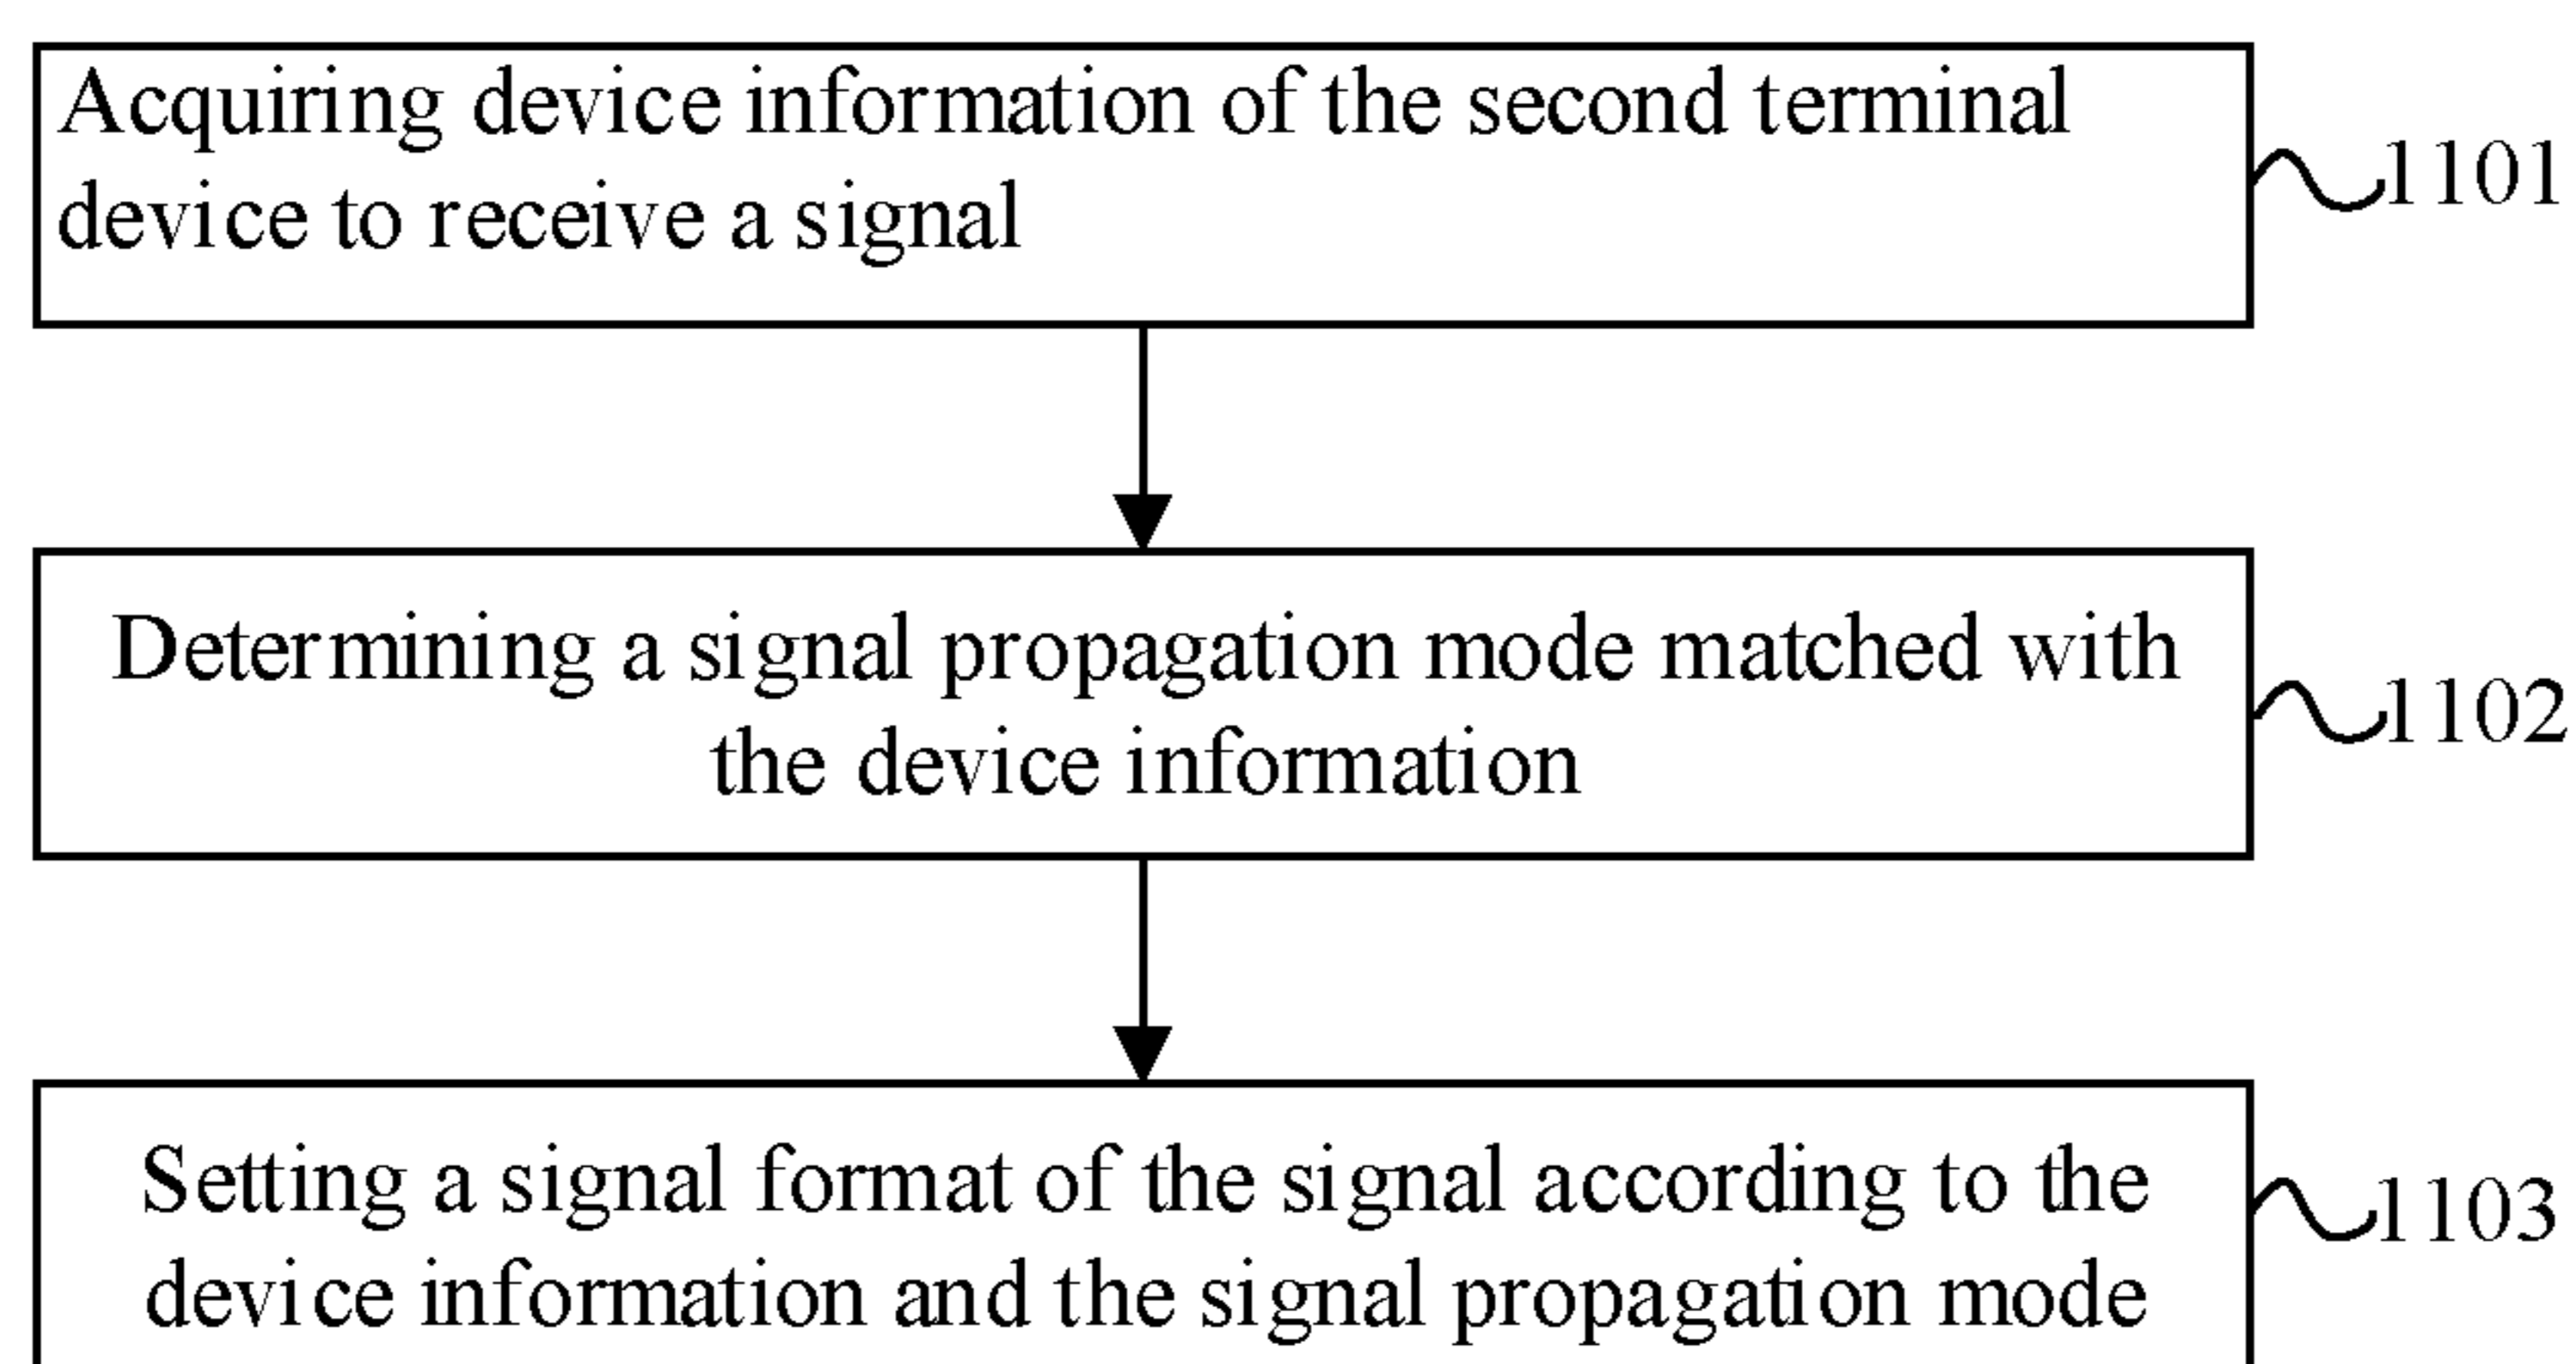 Acquiring device information of the second terminal
device to receive a signal
1101
Determining a signal propagation mode matched with
the device information
1102
Setting a signal format of the signal according to the
device information and the signal propagation mode
1103